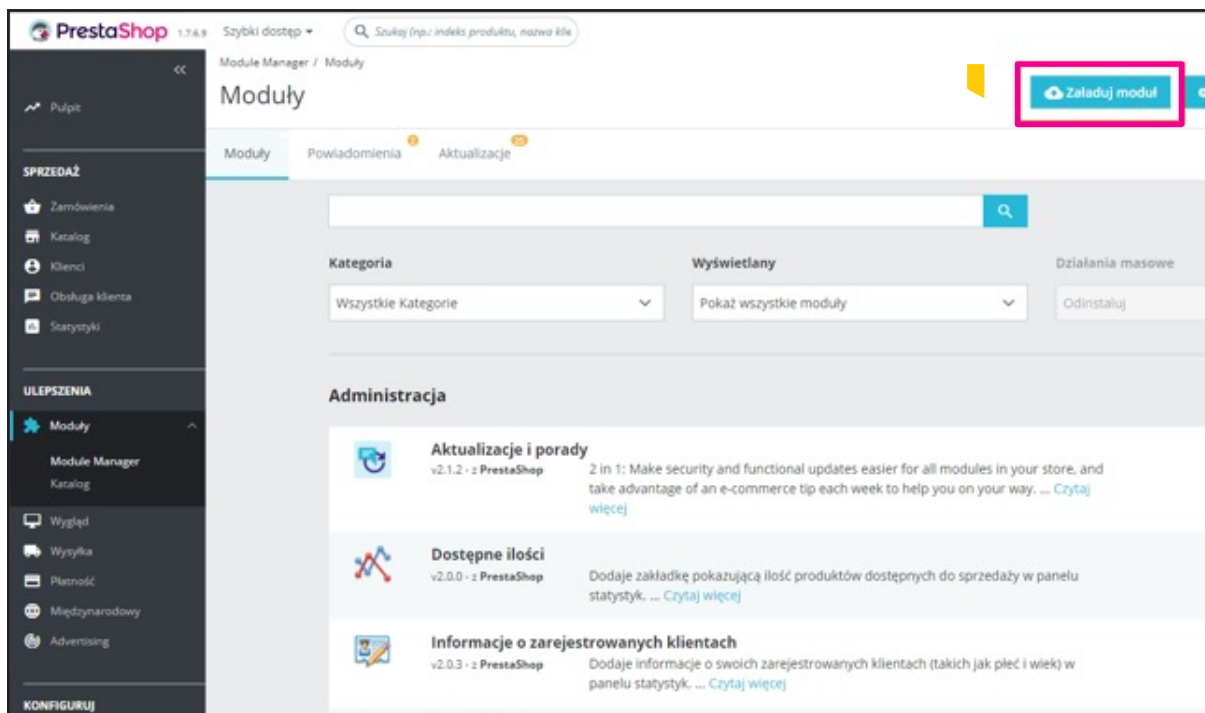 PrestaShop 1.7.6.9 Szybki dostęp Szukaj (np.: indeks produktu, nazwa klie
Module Manager / Moduły
Moduły
Załaduj moduł
Moduły Powiadomienia 2 Aktualizacje
Pulpit
SPRZEDAŻ
Zamówienia
Katalog
Klienci
Obsługa klienta
Statystyki
ULEPSZENIA
Moduły
Module Manager
Katalog
Wygląd
Wysyłka
Płatność
Międzynarodowy
Advertising
KONFIGURUJ
Kategoria Wyświetlany Działania masowe
Wszystkie Kategorie Pokaż wszystkie moduły Odinstaluj
Administracja
Aktualizacje i porady
v2.1.2 - z PrestaShop 2 in 1: Make security and functional updates easier for all modules in your store, and
take advantage of an e-commerce tip each week to help you on your way. ... Czytaj
więcej
Dostępne ilości
v2.0.0 - z PrestaShop Dodaje zakładkę pokazującą ilość produktów dostępnych do sprzedaży w panelu
statystyk. ... Czytaj więcej
Informacje o zarejestrowanych klientach
v2.0.3 - z PrestaShop Dodaje informacje o swoich zarejestrowanych klientach (takich jak płeć i wiek) w
panelu statystyk. ... Czytaj więcej